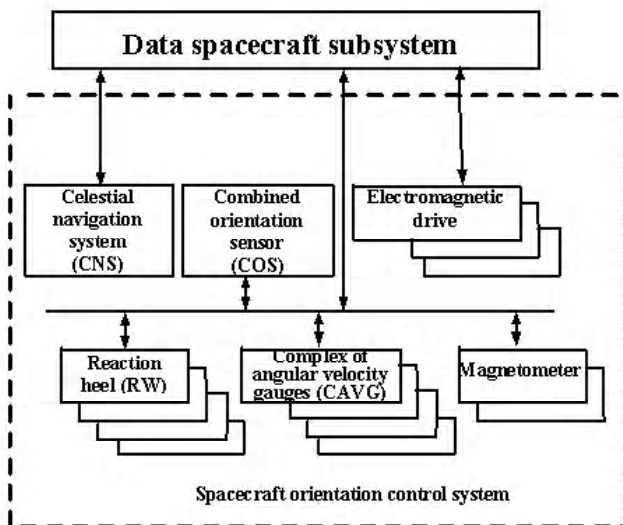 Data spacecraft subsystem
Celestial
navigation
system
(CNS)
Combined
orientation
sensor
(COS)
Electromagnetic
drive
Reaction
heel (RW)
Complex of
angular velocity
gauges (CAVG)
Magnetometer
Spacecraft orientation control system